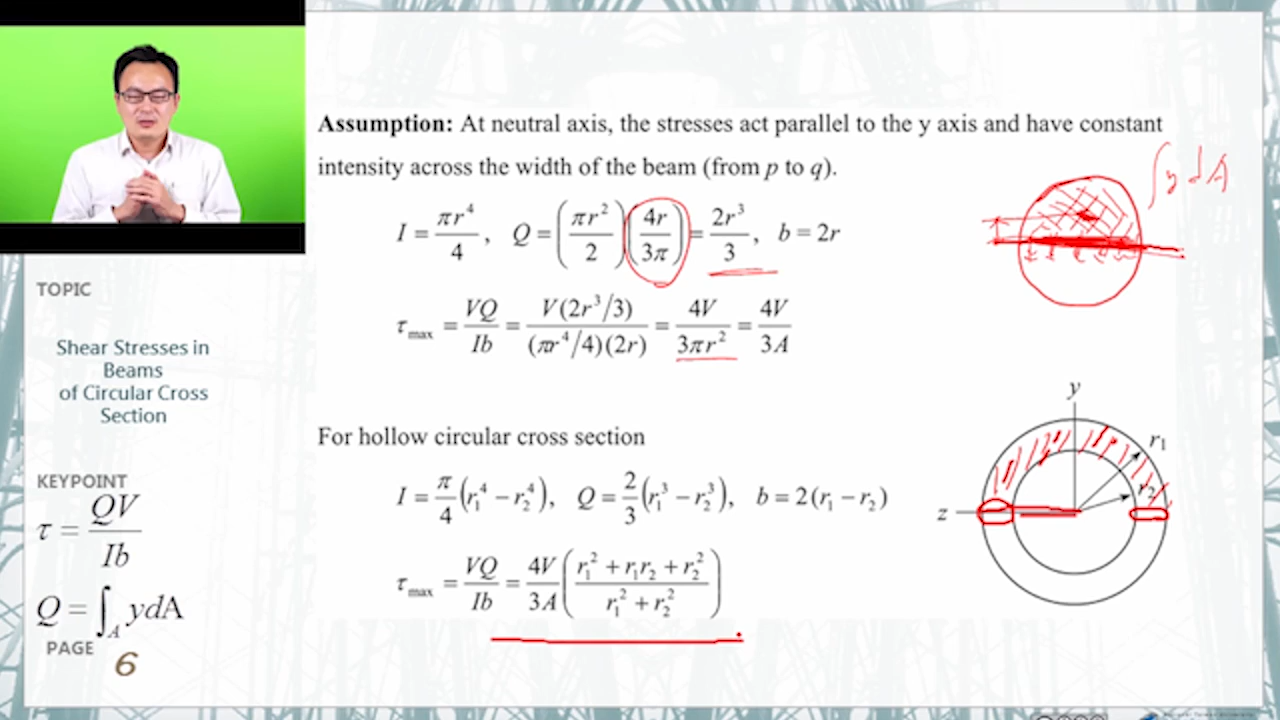 Assumption: At neutral axis, the stresses act parallel to the y axis and have constant
intensity across the width of the beam (from p to q).
I = πr⁴/4 , Q = (πr²/2)(4r/3π) = 2r³/3 , b = 2r
τmax = VQ/Ib = V(2r³/3)/(πr⁴/4)(2r) = 4V/3πr² = 4V/3A
∫ y dA
For hollow circular cross section
I = π/4 (r₁⁴ − r₂⁴), Q = 2/3 (r₁³ − r₂³), b = 2(r₁ − r₂)
τmax = VQ/Ib = 4V/3A ( r₁² + r₁r₂ + r₂² / r₁² + r₂² )
y
r₁
r₂
z
TOPIC
Shear Stresses in
Beams
of Circular Cross
Section
KEYPOINT
τ = QV/Ib
Q = ∫A ydA
PAGE
6